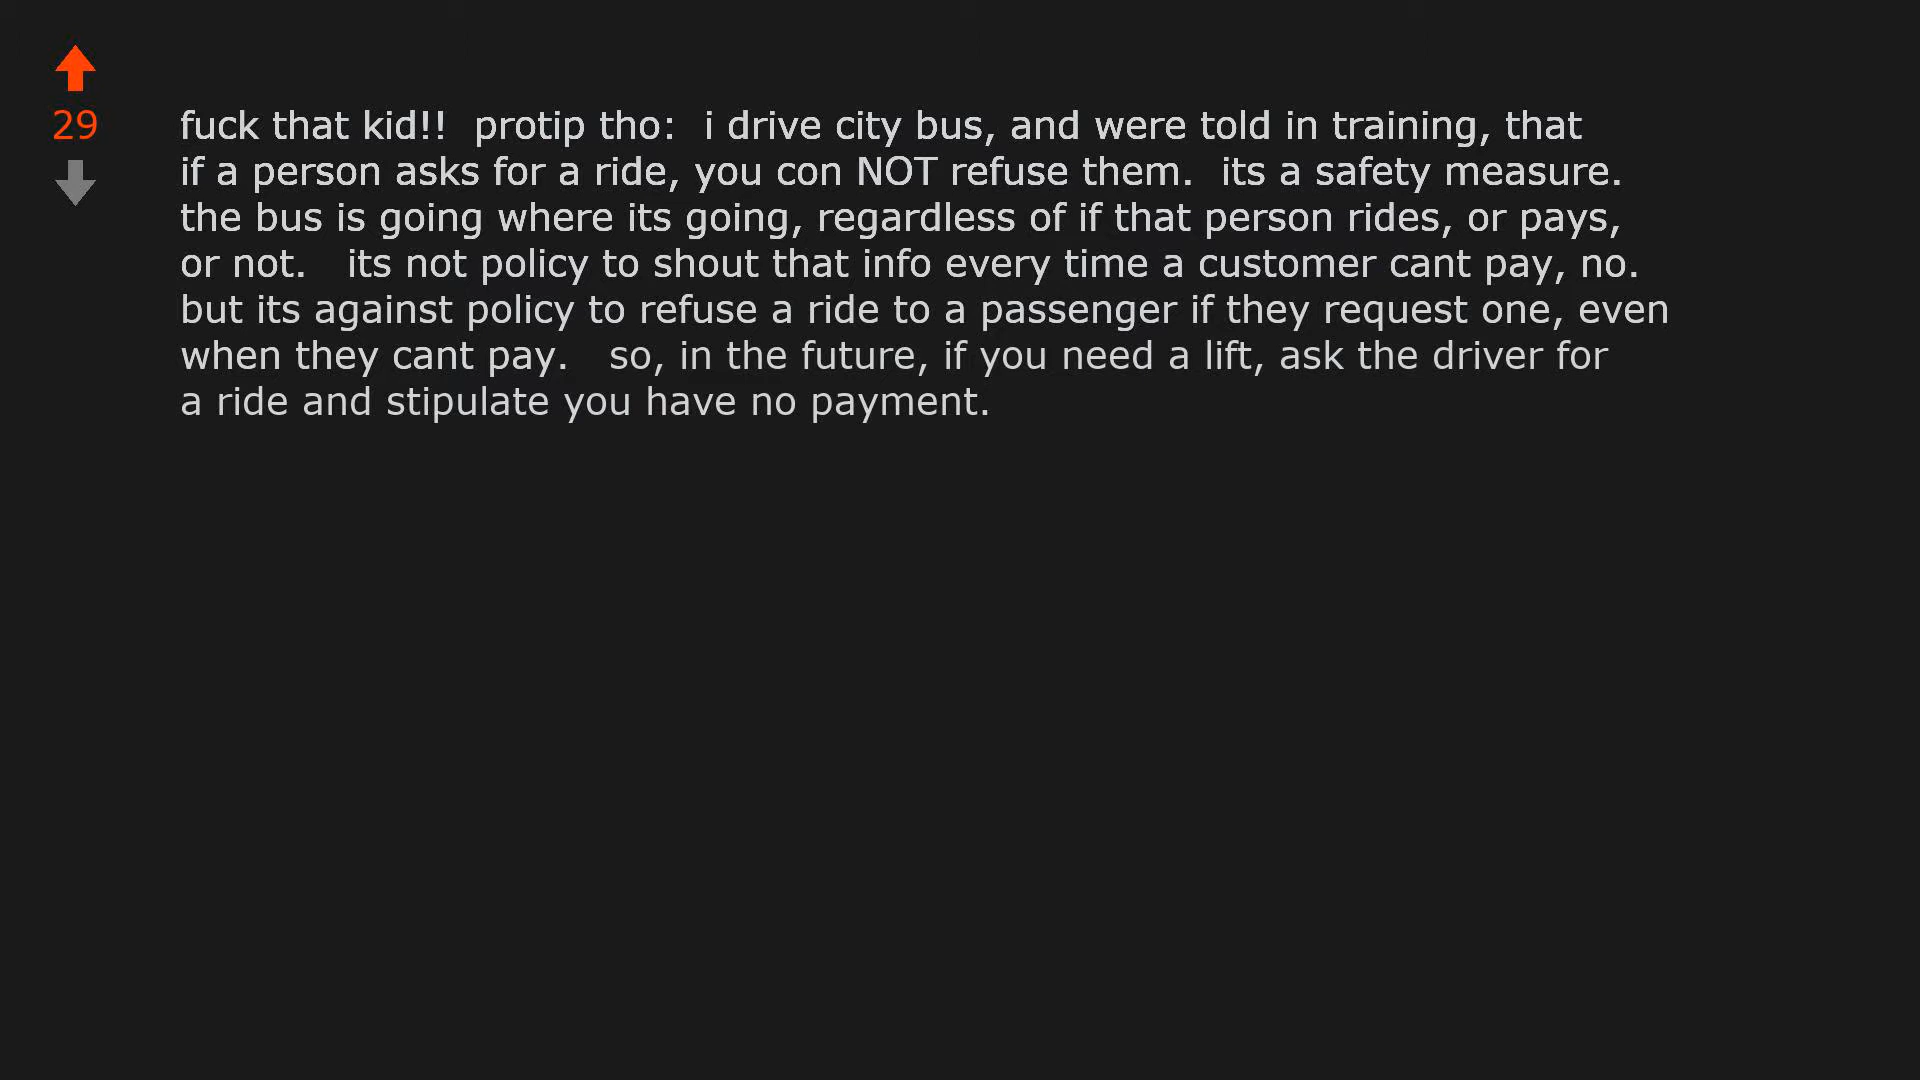 29
fuck that kid!!  protip tho:  i drive city bus, and were told in training, that
if a person asks for a ride, you con NOT refuse them.  its a safety measure.
the bus is going where its going, regardless of if that person rides, or pays,
or not.   its not policy to shout that info every time a customer cant pay, no.
but its against policy to refuse a ride to a passenger if they request one, even
when they cant pay.   so, in the future, if you need a lift, ask the driver for
a ride and stipulate you have no payment.